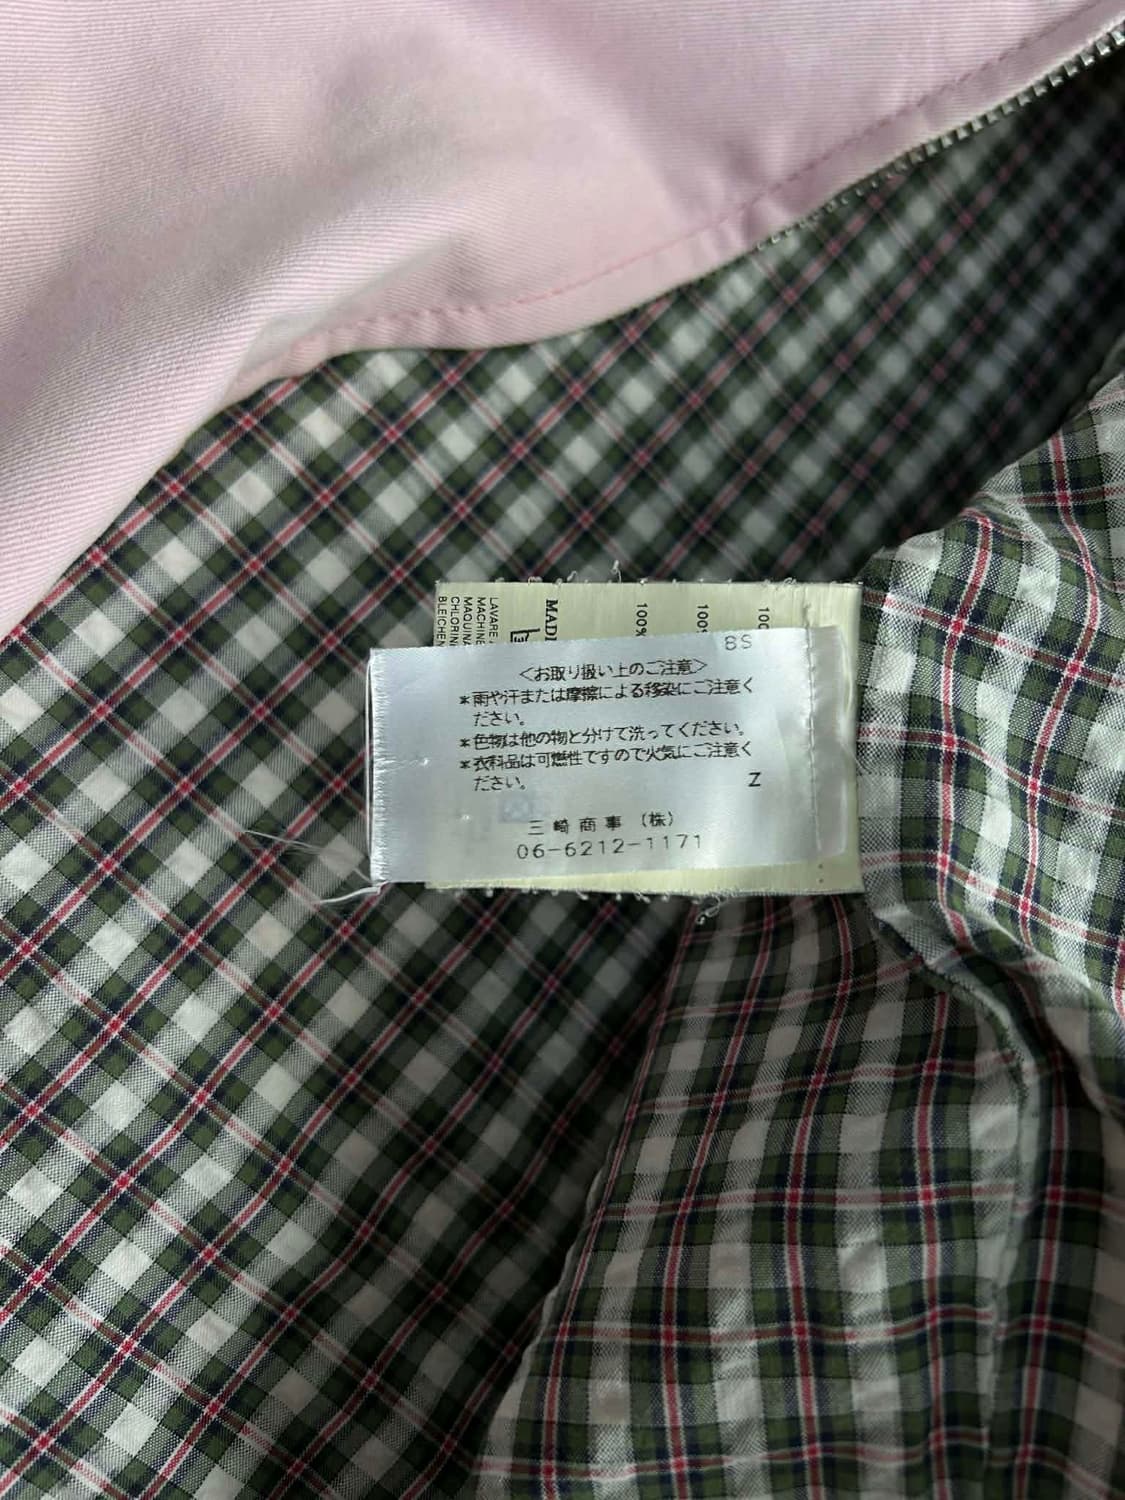 8S
<お取り扱い上のご注意>
*雨や汗または摩擦による移染にご注意く
ださい。
*色物は他の物と分けて洗ってください。
*衣料品は可燃性ですので火気にご注意く
ださい。
Z
三崎商事(株)
06-6212-1171
LAVARE
MACHINE
MAQUIN
CHLORIN
BLEICHEN
MADE
100%
100%
100